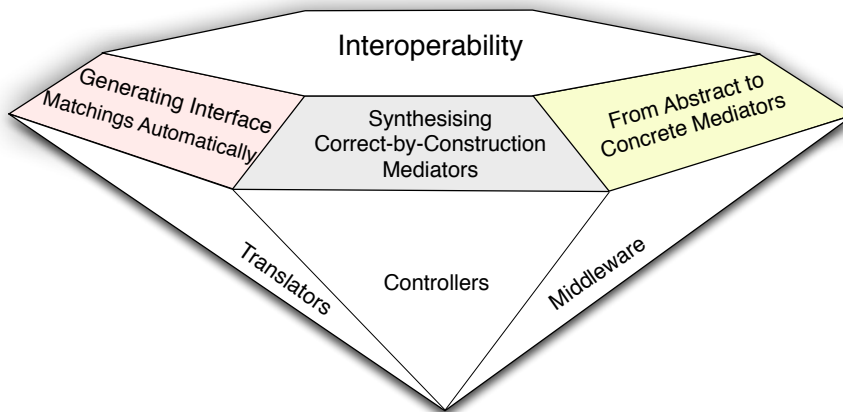 Interoperability
Generating Interface
Matchings Automatically
Synthesising
Correct-by-Construction
Mediators
From Abstract to
Concrete Mediators
Translators
Controllers
Middleware